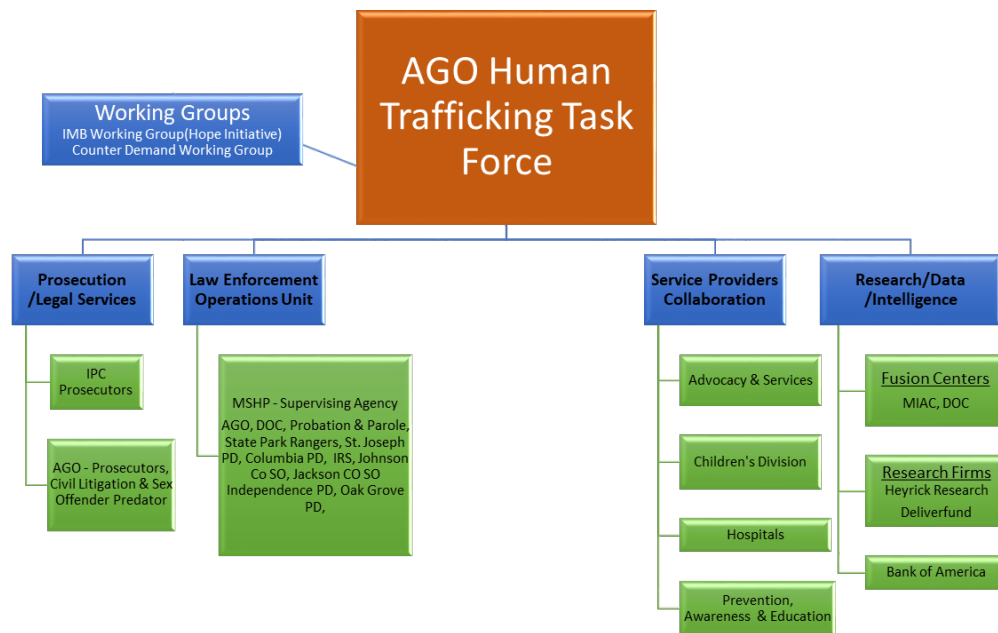 AGO Human
Trafficking Task
Force
Working Groups
IMB Working Group(Hope Initiative)
Counter Demand Working Group
Prosecution
/Legal Services
IPC
Prosecutors
AGO - Prosecutors,
Civil Litigation & Sex
Offender Predator
Law Enforcement
Operations Unit
MSHP - Supervising Agency
AGO, DOC, Probation & Parole,
State Park Rangers, St. Joseph
PD, Columbia PD, IRS, Johnson
Co SO, Jackson CO SO
Independence PD, Oak Grove
PD,
Service Providers
Collaboration
Advocacy & Services
Children's Division
Hospitals
Prevention,
Awareness & Education
Research/Data
/Intelligence
Fusion Centers
MIAC, DOC
Research Firms
Heyrick Research
Deliverfund
Bank of America